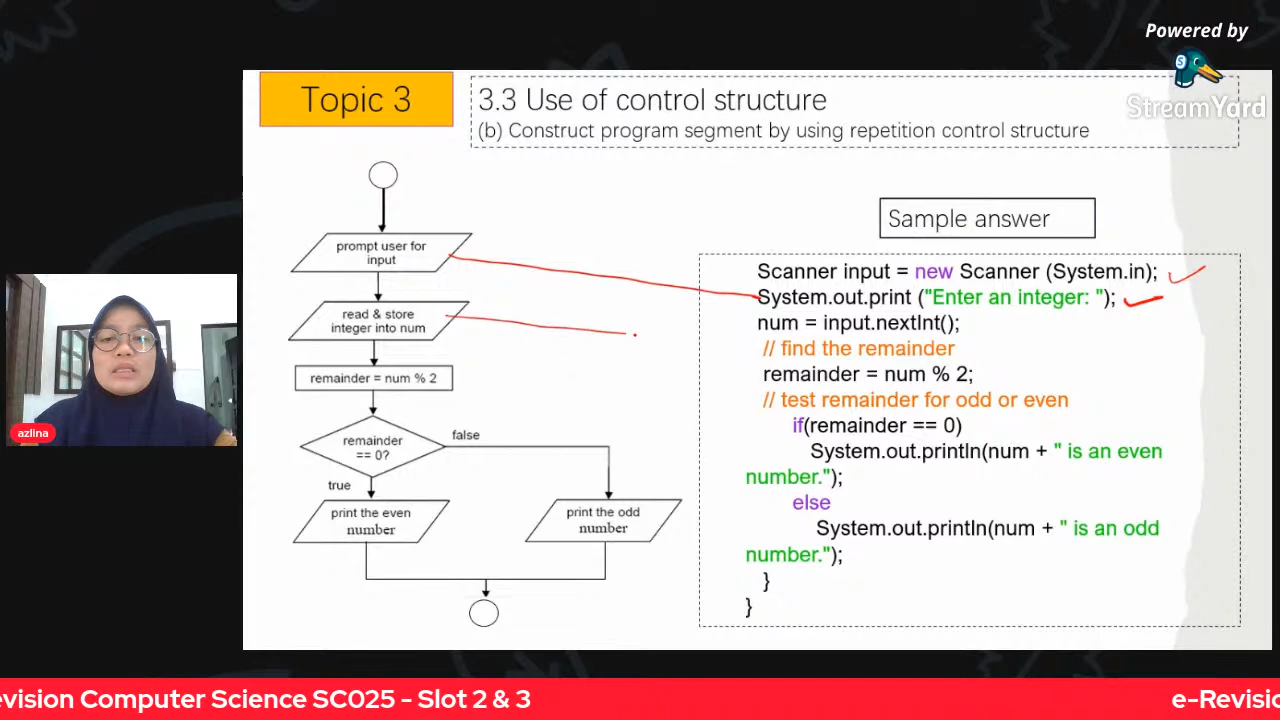 Powered by
StreamYard
Topic 3
3.3 Use of control structure
(b) Construct program segment by using repetition control structure
prompt user for
input
read & store
integer into num
remainder = num % 2
remainder
== 0?
false
true
print the even
number
print the odd
number
Sample answer
Scanner input = new Scanner (System.in);
System.out.print ("Enter an integer: ");
num = input.nextInt();
// find the remainder
remainder = num % 2;
// test remainder for odd or even
if(remainder == 0)
System.out.println(num + " is an even
number.");
else
System.out.println(num + " is an odd
number.");
}
}
azlina
evision Computer Science SC025 - Slot 2 & 3
e-Revisio